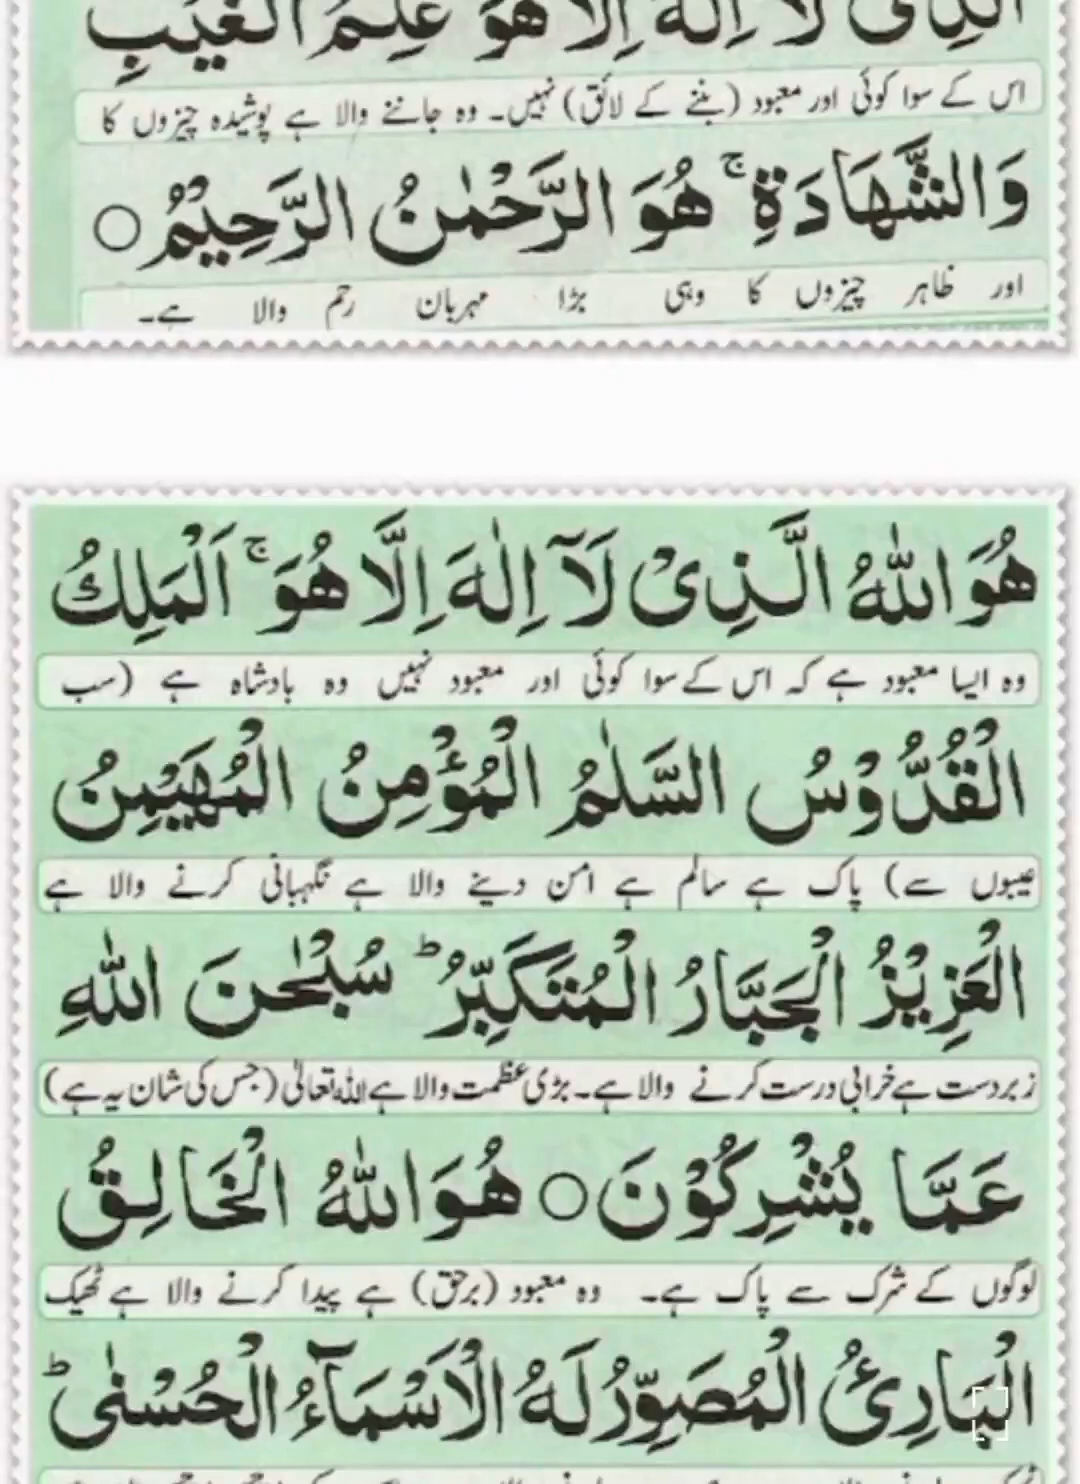 الَّذِیْ لَاۤ اِلٰهَ اِلَّا هُوَ عٰلِمُ الْغَیْبِ
اس کے سوا کوئی اور معبود (بننے کے لائق) نہیں۔ وہ جاننے والا ہے پوشیدہ چیزوں کا
وَالشَّهَادَةِ ۚ هُوَ الرَّحْمٰنُ الرَّحِیْمُ ○
اور ظاہر چیزوں کا وہی بڑا مہربان رحم والا ہے۔
هُوَ اللّٰهُ الَّذِیْ لَاۤ اِلٰهَ اِلَّا هُوَ ۚ اَلْمَلِكُ
وہ ایسا معبود ہے کہ اس کے سوا کوئی اور معبود نہیں وہ بادشاہ ہے (سب
الْقُدُّوْسُ السَّلٰمُ الْمُؤْمِنُ الْمُهَیْمِنُ
عیبوں سے) پاک ہے سالم ہے امن دینے والا ہے نگہبانی کرنے والا ہے
الْعَزِیْزُ الْجَبَّارُ الْمُتَكَبِّرُ ؕ سُبْحٰنَ اللّٰهِ
زبردست ہے خرابی درست کرنے والا ہے۔ بڑی عظمت والا ہے اللہ تعالیٰ (جس کی شان یہ ہے)
عَمَّا یُشْرِكُوْنَ ○ هُوَ اللّٰهُ الْخَالِقُ
لوگوں کے شرک سے پاک ہے۔ وہ معبود (برحق) ہے پیدا کرنے والا ہے ٹھیک
الْبَارِئُ الْمُصَوِّرُ لَهُ الْاَسْمَآءُ الْحُسْنٰی ؕ